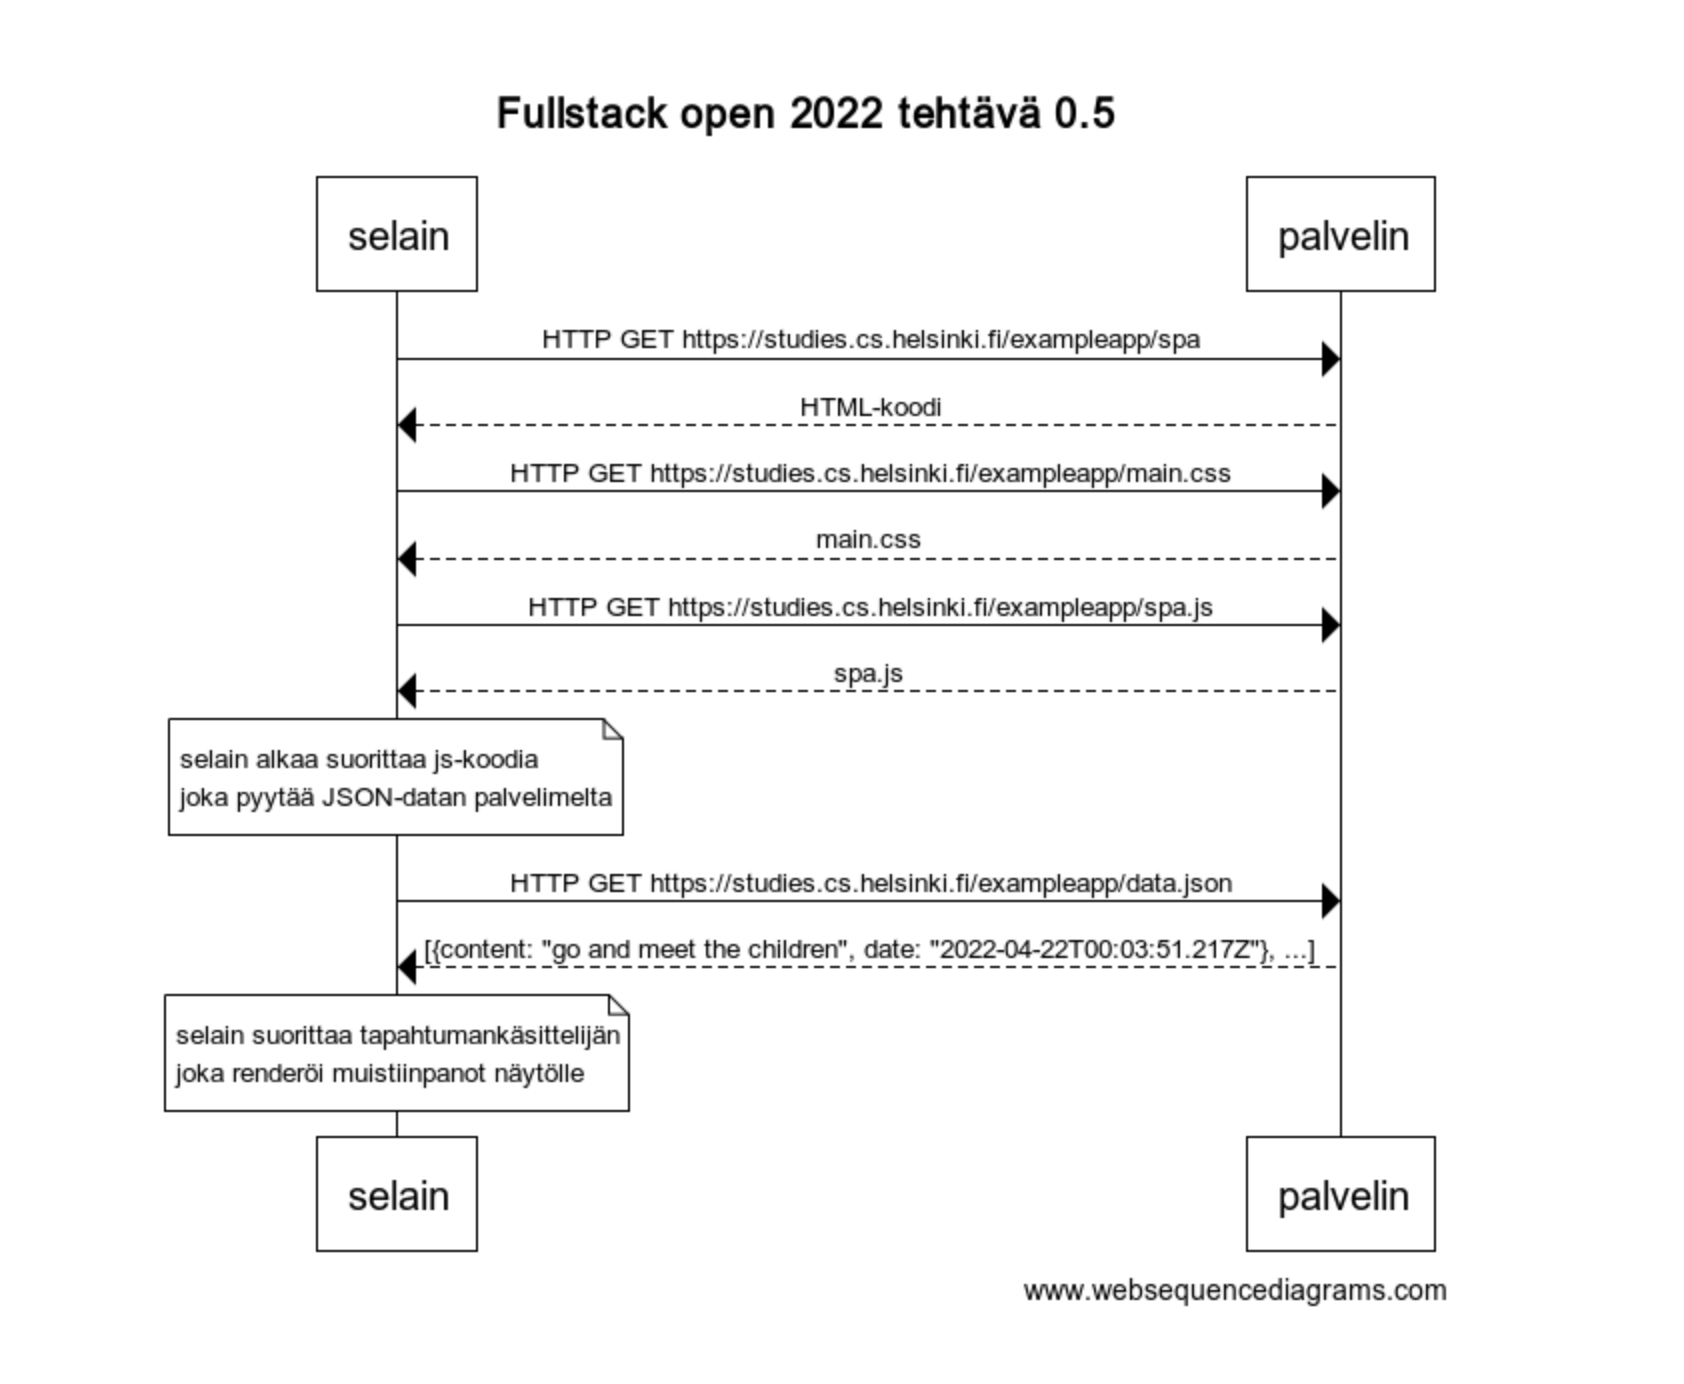 Fullstack open 2022 tehtävä 0.5
selain
palvelin
HTTP GET https://studies.cs.helsinki.fi/exampleapp/spa
HTML-koodi
HTTP GET https://studies.cs.helsinki.fi/exampleapp/main.css
main.css
HTTP GET https://studies.cs.helsinki.fi/exampleapp/spa.js
spa.js
selain alkaa suorittaa js-koodia
joka pyytää JSON-datan palvelimelta
HTTP GET https://studies.cs.helsinki.fi/exampleapp/data.json
[{content: "go and meet the children", date: "2022-04-22T00:03:51.217Z"}, ...]
selain suorittaa tapahtumankäsittelijän
joka renderöi muistiinpanot näytölle
selain
palvelin
www.websequencediagrams.com